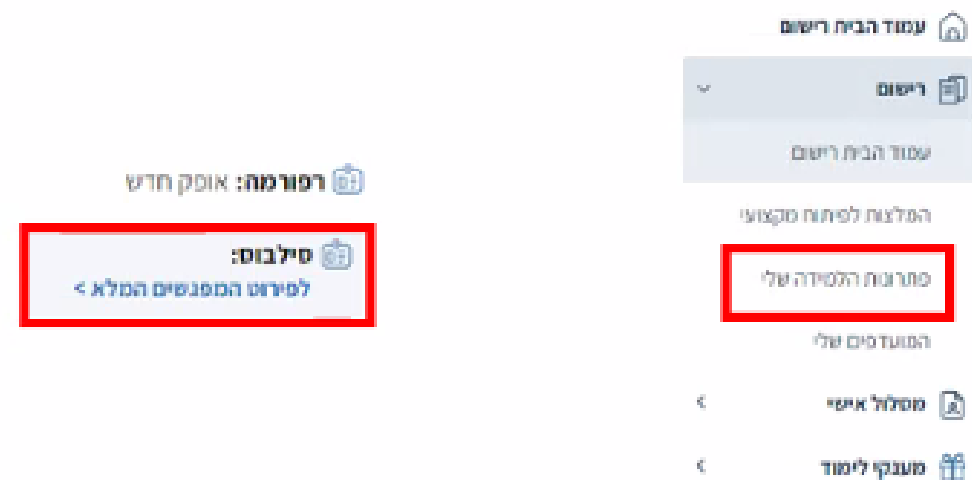 עמוד הבית רישום
רישום
עמוד הבית רישום
המלצות לפיתוח מקצועי
פתרונות הלמידה שלי
המועדפים שלי
מסלול אישי
מענקי לימוד
רפורמה: אופק חדש
סילבוס:
לפירוט המפגשים המלא >